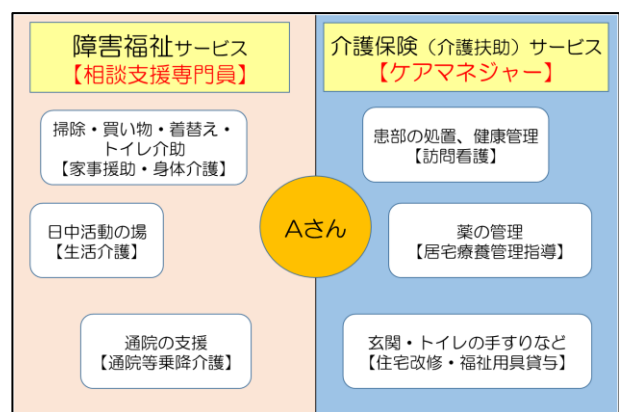 障害福祉サービス
【相談支援専門員】
掃除・買い物・着替え・
トイレ介助
【家事援助・身体介護】
日中活動の場
【生活介護】
通院の支援
【通院等乗降介護】
Aさん
介護保険（介護扶助）サービス
【ケアマネジャー】
患部の処置、健康管理
【訪問看護】
薬の管理
【居宅療養管理指導】
玄関・トイレの手すりなど
【住宅改修・福祉用具貸与】